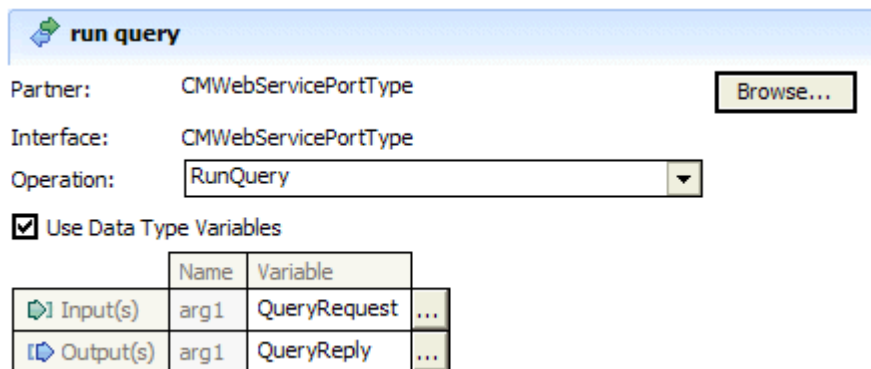 run query
Partner: CMWebServicePortType Browse...
Interface: CMWebServicePortType
Operation: RunQuery
Use Data Type Variables
Name Variable
Input(s) arg1 QueryRequest ...
Output(s) arg1 QueryReply ...